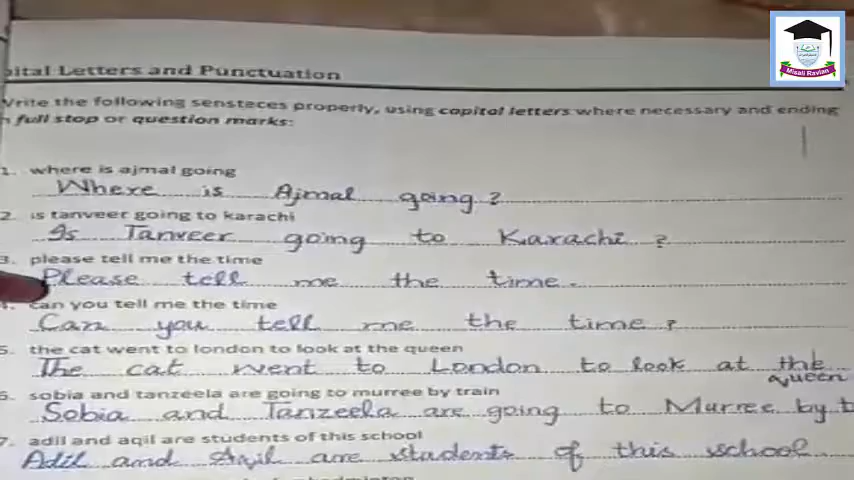 Misali Ravian
pital Letters and Punctuation
Write the following sensteces properly, using capital letters where necessary and ending
full stop or question marks:
1. where is ajmal going
Where is Ajmal going ?
2. is tanveer going to karachi
Is Tanveer going to Karachi ?
3. please tell me the time
Please tell me the time.
4. can you tell me the time
Can you tell me the time ?
5. the cat went to london to look at the queen
The cat went to London to look at the
queen
6. sobia and tanzeela are going to murree by train
Sobia and Tanzeela are going to Murree by t
7. adil and aqil are students of this school
Adil and Aqil are students of this school